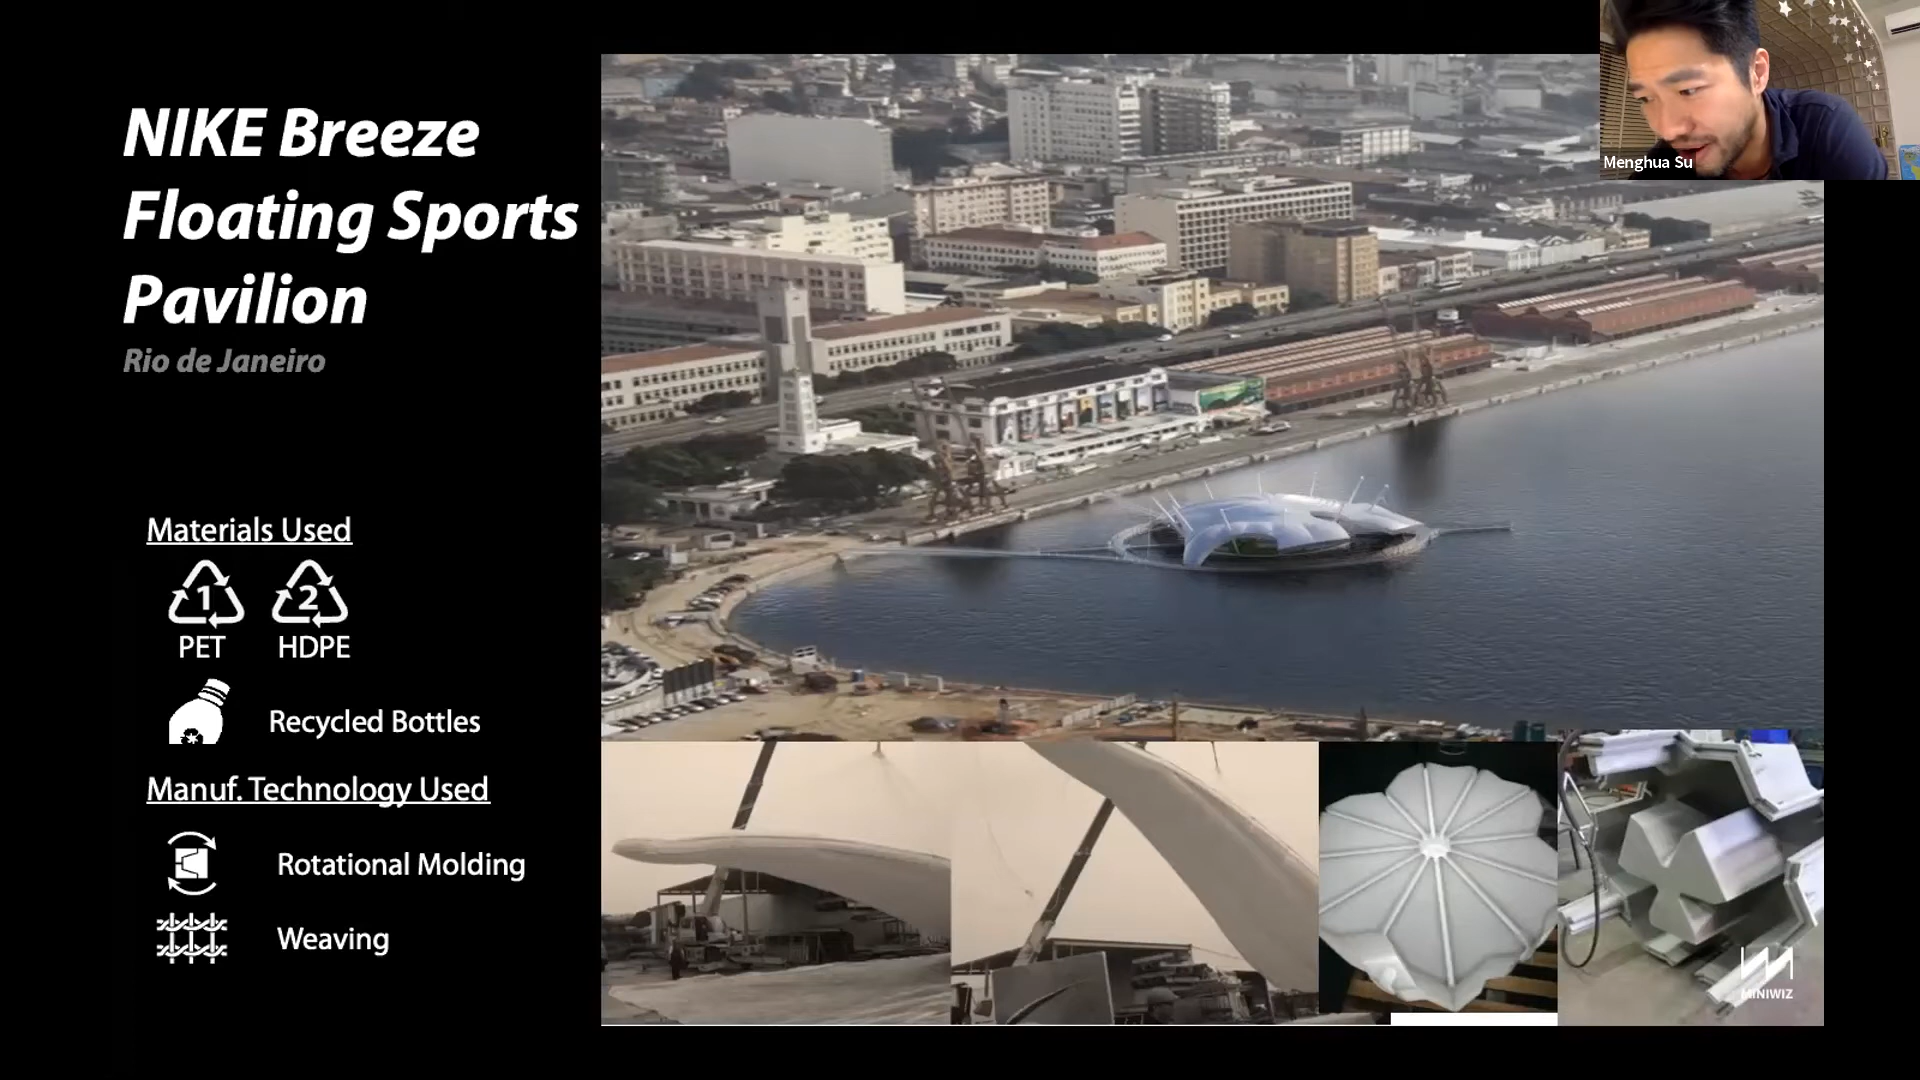 NIKE Breeze
Floating Sports
Pavilion
Rio de Janeiro
Materials Used
1 2
PET HDPE
Recycled Bottles
Manuf. Technology Used
Rotational Molding
Weaving
Menghua Su
MINIWIZ